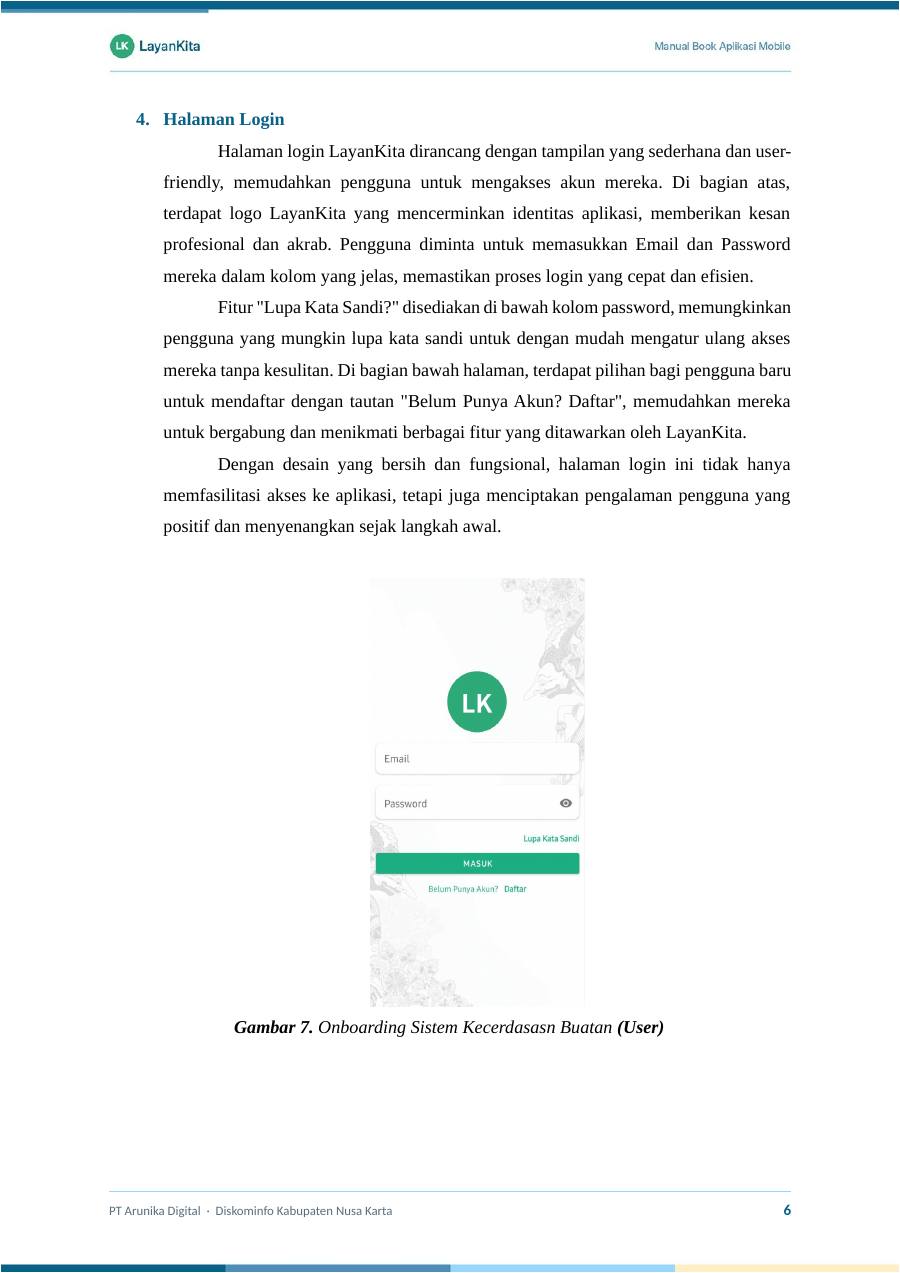 LK LayanKita
Manual Book Aplikasi Mobile
4. Halaman Login
Halaman login LayanKita dirancang dengan tampilan yang sederhana dan user-
friendly, memudahkan pengguna untuk mengakses akun mereka. Di bagian atas,
terdapat logo LayanKita yang mencerminkan identitas aplikasi, memberikan kesan
profesional dan akrab. Pengguna diminta untuk memasukkan Email dan Password
mereka dalam kolom yang jelas, memastikan proses login yang cepat dan efisien.
Fitur "Lupa Kata Sandi?" disediakan di bawah kolom password, memungkinkan
pengguna yang mungkin lupa kata sandi untuk dengan mudah mengatur ulang akses
mereka tanpa kesulitan. Di bagian bawah halaman, terdapat pilihan bagi pengguna baru
untuk mendaftar dengan tautan "Belum Punya Akun? Daftar", memudahkan mereka
untuk bergabung dan menikmati berbagai fitur yang ditawarkan oleh LayanKita.
Dengan desain yang bersih dan fungsional, halaman login ini tidak hanya
memfasilitasi akses ke aplikasi, tetapi juga menciptakan pengalaman pengguna yang
positif dan menyenangkan sejak langkah awal.
LK
Email
Password
Lupa Kata Sandi
MASUK
Belum Punya Akun? Daftar
Gambar 7. Onboarding Sistem Kecerdasasn Buatan (User)
PT Arunika Digital · Diskominfo Kabupaten Nusa Karta
6